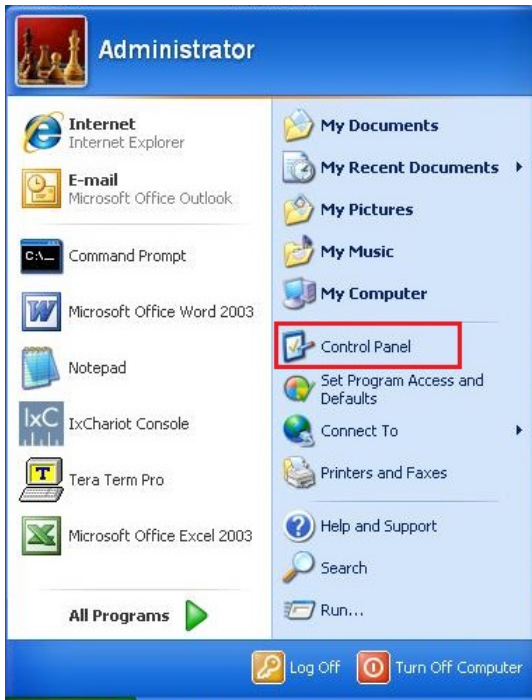 Administrator
Internet
Internet Explorer
E-mail
Microsoft Office Outlook
C:\_
Command Prompt
Microsoft Office Word 2003
Notepad
IxC
IxChariot Console
T
Tera Term Pro
Microsoft Office Excel 2003
All Programs
My Documents
My Recent Documents
My Pictures
My Music
My Computer
Control Panel
Set Program Access and
Defaults
Connect To
Printers and Faxes
Help and Support
Search
Run...
Log Off
Turn Off Computer